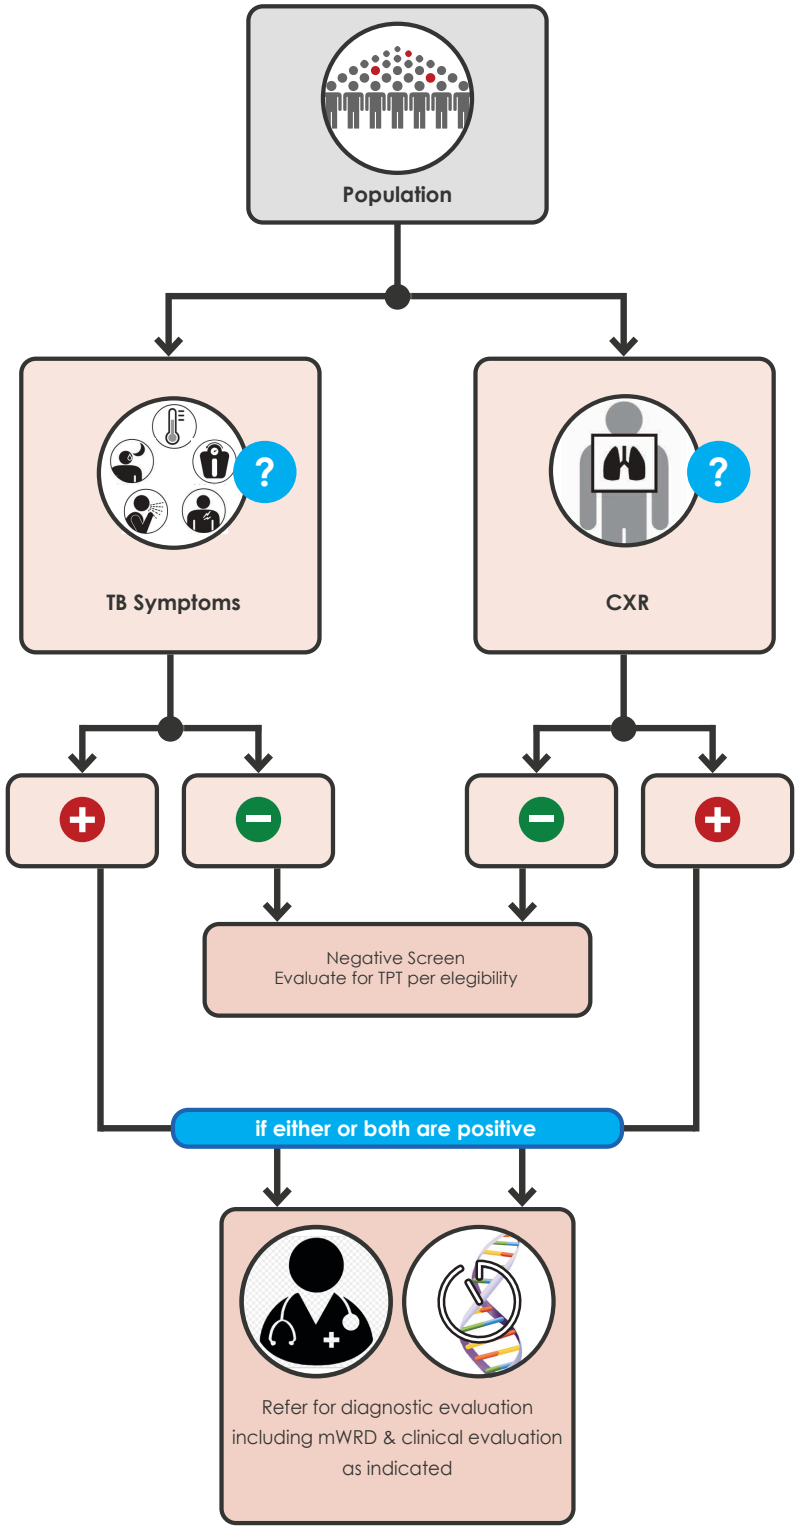 Population
?
?
TB Symptoms
CXR
Negative Screen
Evaluate for TPT per elegibility
if either or both are positive
Refer for diagnostic evaluation
including mWRD & clinical evaluation
as indicated